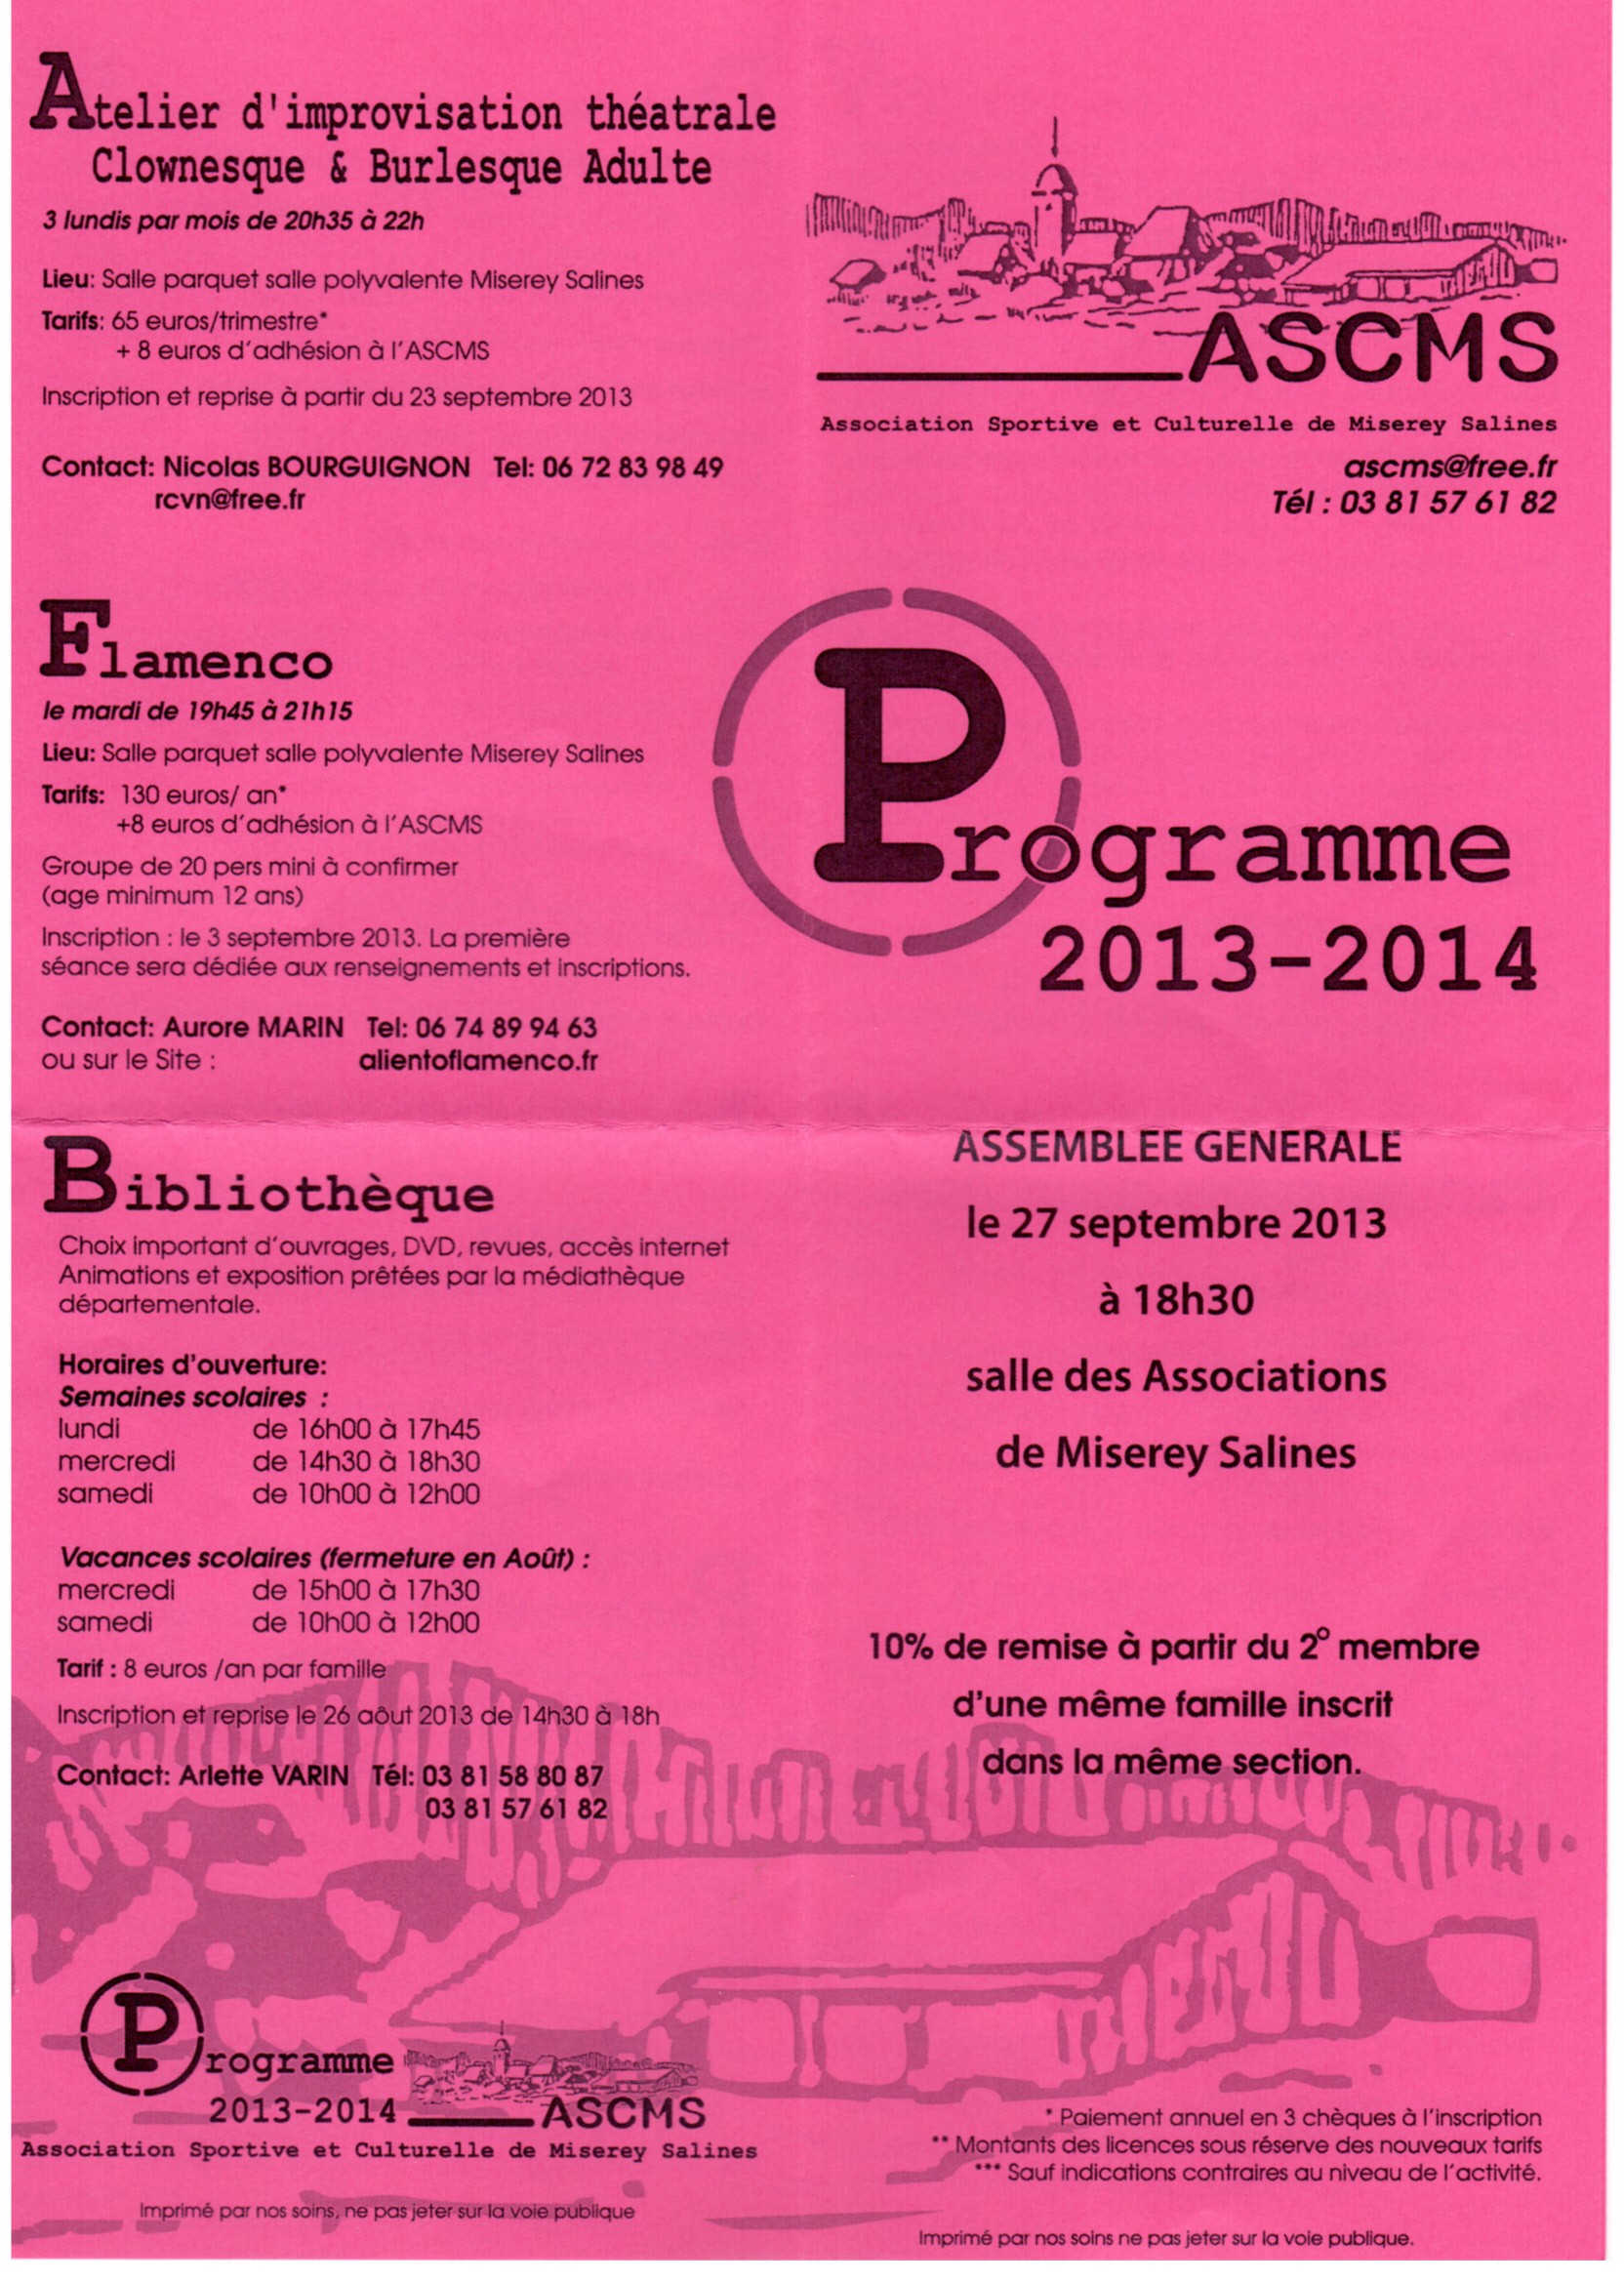 Atelier d'improvisation théatrale
Clownesque & Burlesque Adulte
3 lundis par mois de 20h35 à 22h
Lieu: Salle parquet salle polyvalente Miserey Salines
Tarifs: 65 euros/trimestre*
+ 8 euros d'adhésion à l'ASCMS
Inscription et reprise à partir du 23 septembre 2013
Contact: Nicolas BOURGUIGNON Tel: 06 72 83 98 49
rcvn@free.fr
Flamenco
le mardi de 19h45 à 21h15
Lieu: Salle parquet salle polyvalente Miserey Salines
Tarifs: 130 euros/ an*
+8 euros d'adhésion à l'ASCMS
Groupe de 20 pers mini à confirmer
(age minimum 12 ans)
Inscription : le 3 septembre 2013. La première
séance sera dédiée aux renseignements et inscriptions.
Contact: Aurore MARIN Tel: 06 74 89 94 63
ou sur le Site : alientoflamenco.fr
Bibliothèque
Choix important d'ouvrages, DVD, revues, accès internet
Animations et exposition prêtées par la médiathèque
départementale.
Horaires d'ouverture:
Semaines scolaires :
lundi de 16h00 à 17h45
mercredi de 14h30 à 18h30
samedi de 10h00 à 12h00
Vacances scolaires (fermeture en Août) :
mercredi de 15h00 à 17h30
samedi de 10h00 à 12h00
Tarif : 8 euros /an par famille
Inscription et reprise le 26 aôut 2013 de 14h30 à 18h
Contact: Arlette VARIN Tél: 03 81 58 80 87
03 81 57 61 82
Programme
2013-2014 ASCMS
Association Sportive et Culturelle de Miserey Salines
Imprimé par nos soins, ne pas jeter sur la voie publique
ASCMS
Association Sportive et Culturelle de Miserey Salines
ascms@free.fr
Tél : 03 81 57 61 82
Programme
2013-2014
ASSEMBLEE GENERALE
le 27 septembre 2013
à 18h30
salle des Associations
de Miserey Salines
10% de remise à partir du 2° membre
d'une même famille inscrit
dans la même section.
* Paiement annuel en 3 chèques à l'inscription
** Montants des licences sous réserve des nouveaux tarifs
*** Sauf indications contraires au niveau de l'activité.
Imprimé par nos soins ne pas jeter sur la voie publique.